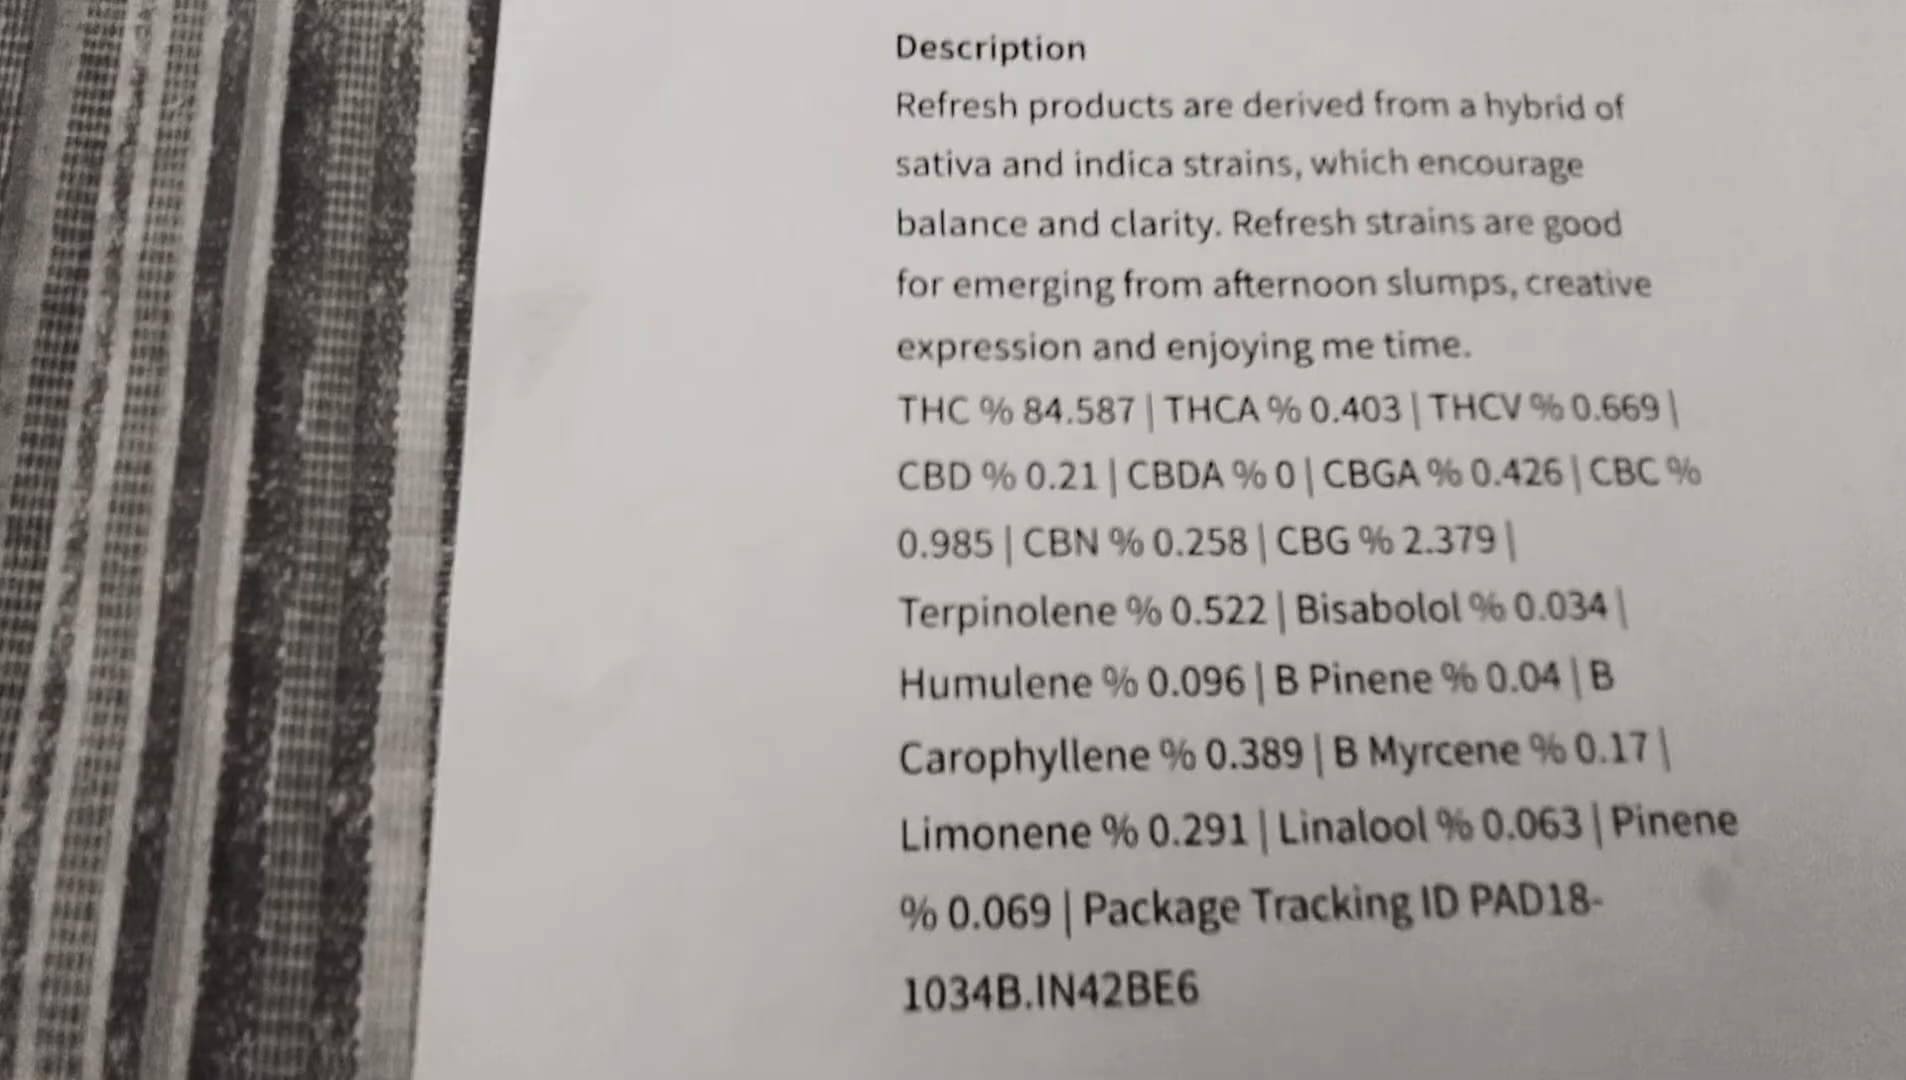 Description
Refresh products are derived from a hybrid of
sativa and indica strains, which encourage
balance and clarity. Refresh strains are good
for emerging from afternoon slumps, creative
expression and enjoying me time.
THC % 84.587 | THCA % 0.403 | THCV % 0.669 |
CBD % 0.21 | CBDA % 0 | CBGA % 0.426 | CBC %
0.985 | CBN % 0.258 | CBG % 2.379 |
Terpinolene % 0.522 | Bisabolol % 0.034 |
Humulene % 0.096 | B Pinene % 0.04 | B
Carophyllene % 0.389 | B Myrcene % 0.17 |
Limonene % 0.291 | Linalool % 0.063 | Pinene
% 0.069 | Package Tracking ID PAD18-
1034B.IN42BE6